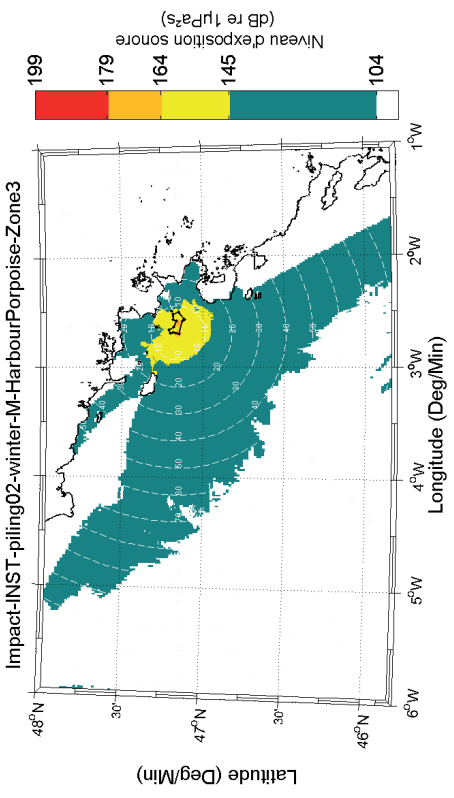 Impact-INST-piling02-winter-M-HarbourPorpoise-Zone3
48°N
30'
47°N
30'
46°N
Latitude (Deg/Min)
6°W
5°W
4°W
3°W
2°W
1°W
Longitude (Deg/Min)
199
179
164
145
104
Niveau d'exposition sonore
(dB re 1µPa²s)